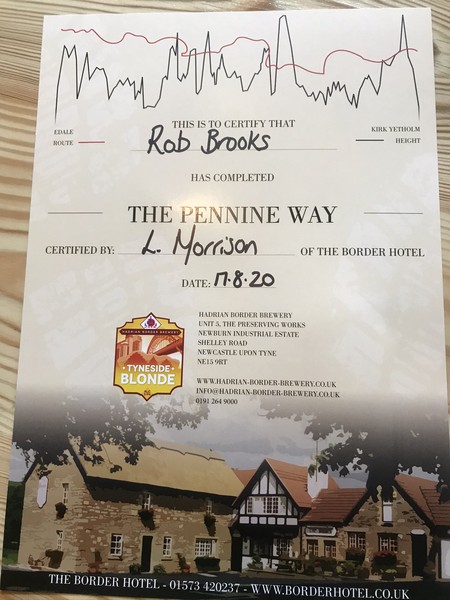 THIS IS TO CERTIFY THAT
EDALE
KIRK YETHOLM
ROUTE
HEIGHT
Rob Brooks
HAS COMPLETED
THE PENNINE WAY
CERTIFIED BY: L. Morrison OF THE BORDER HOTEL
DATE: 17.8.20
HADRIAN BORDER BREWERY
UNIT 5, THE PRESERVING WORKS
NEWBURN INDUSTRIAL ESTATE
SHELLEY ROAD
NEWCASTLE UPON TYNE
NE15 9RT
WWW.HADRIAN-BORDER-BREWERY.CO.UK
INFO@HADRIAN-BORDER-BREWERY.CO.UK
0191 264 9000
HADRIAN BORDER BREWERY
TYNESIDE
BLONDE
THE BORDER HOTEL - 01573 420237 - WWW.BORDERHOTEL.CO.UK